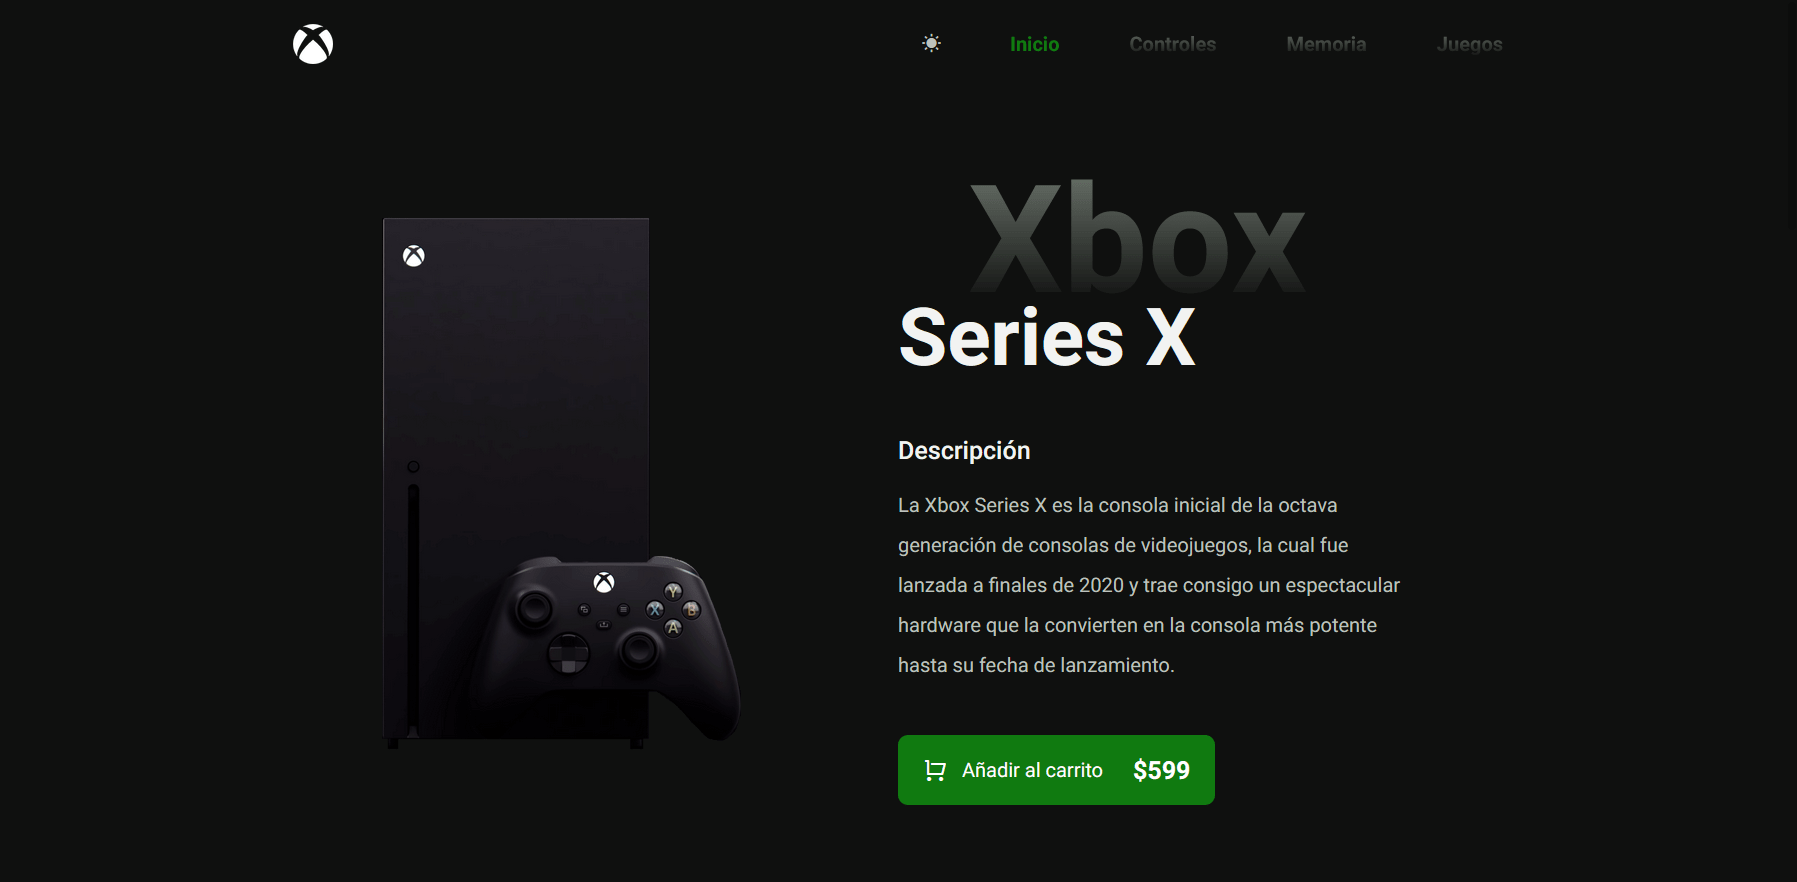 Inicio Controles Memoria Juegos
Xbox
Series X
Descripción
La Xbox Series X es la consola inicial de la octava
generación de consolas de videojuegos, la cual fue
lanzada a finales de 2020 y trae consigo un espectacular
hardware que la convierten en la consola más potente
hasta su fecha de lanzamiento.
Y
X B
A
Añadir al carrito $599